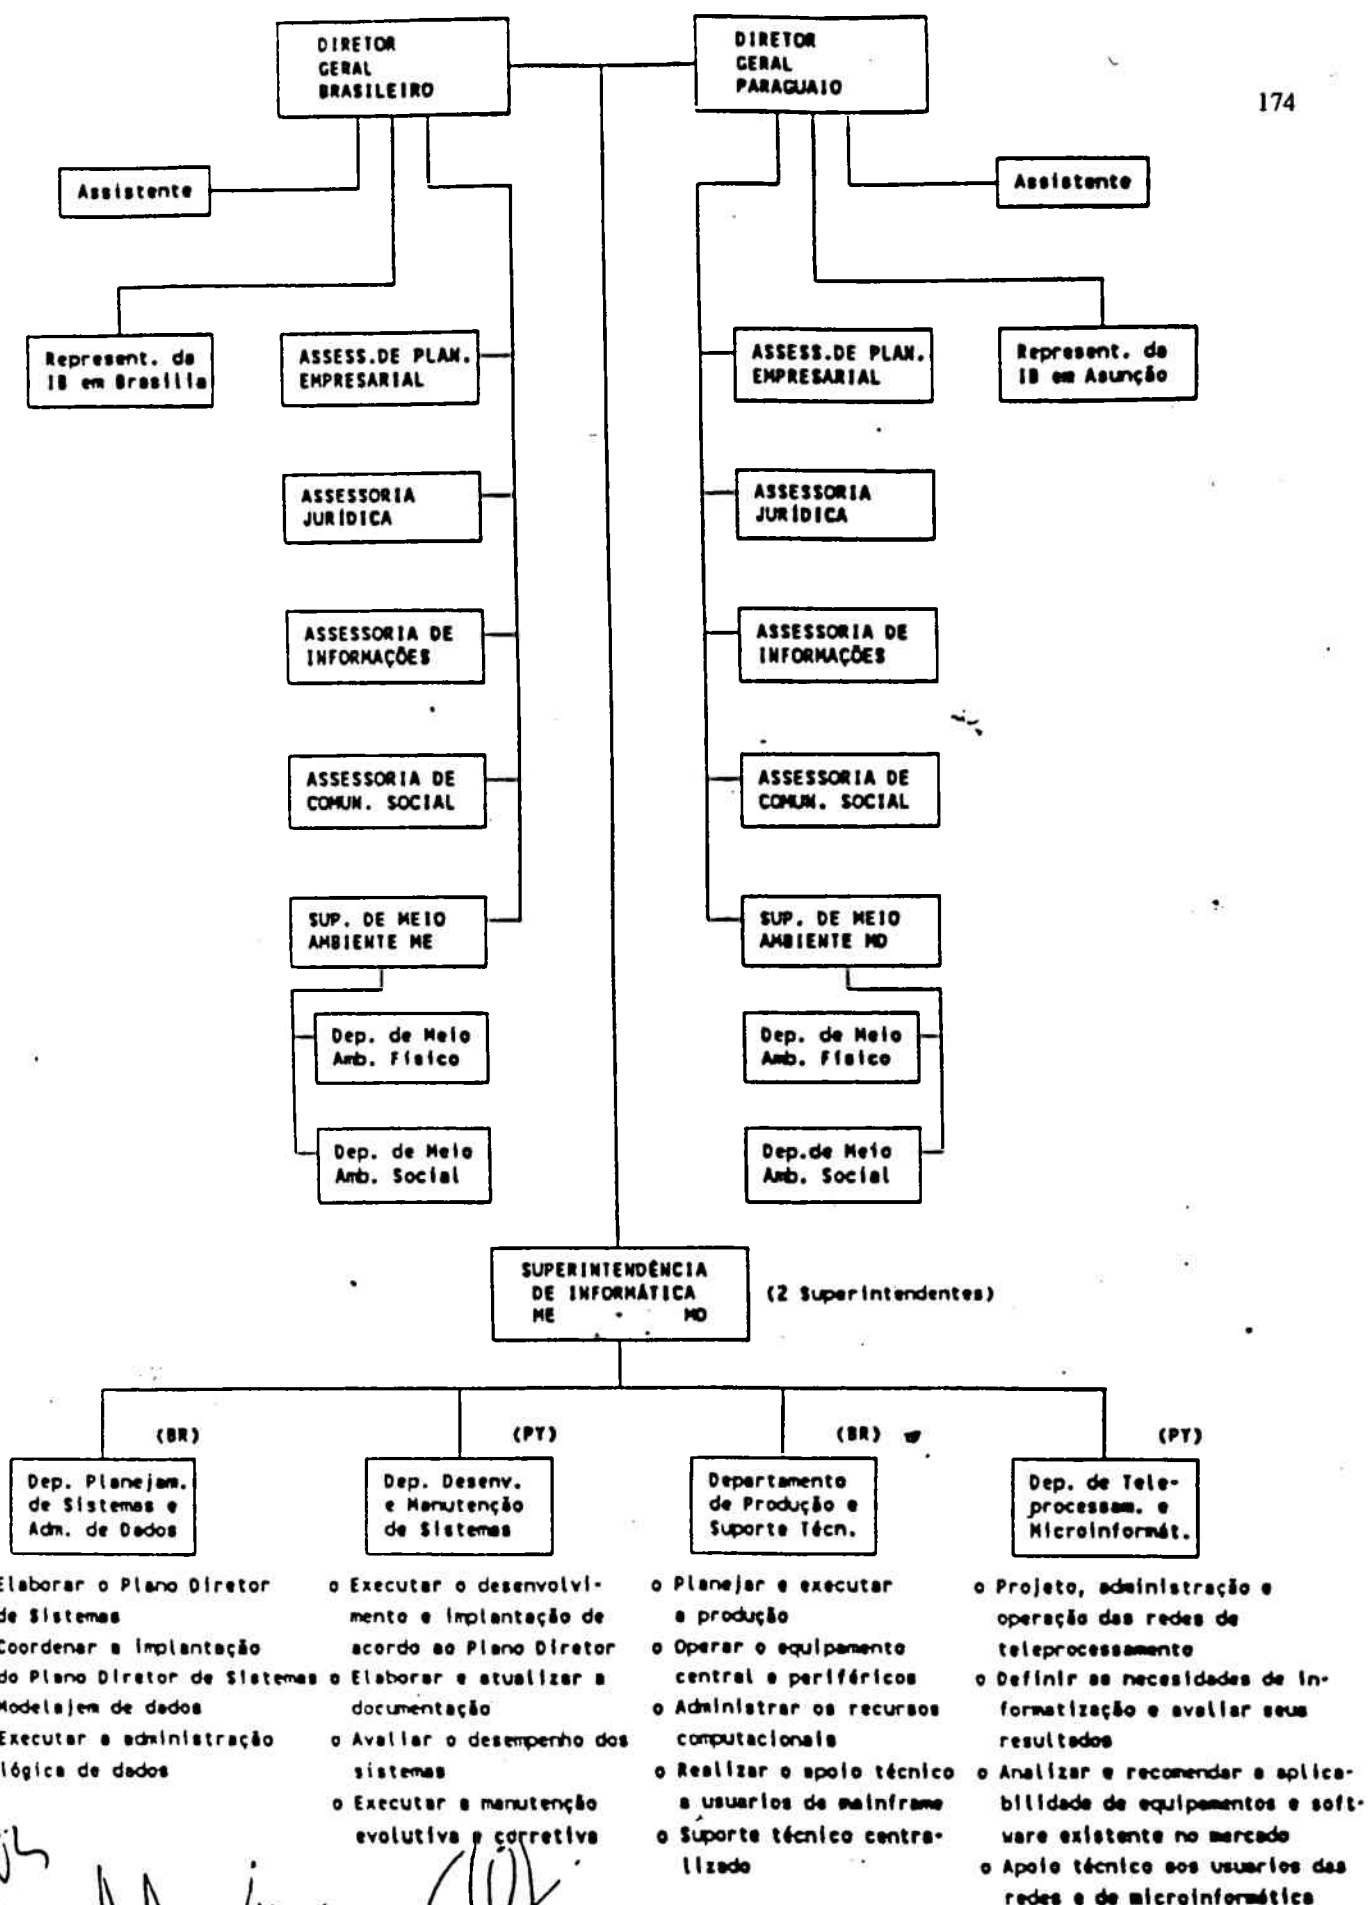 174
DIRETOR
GERAL
BRASILEIRO
DIRETOR
GERAL
PARAGUAIO
Assistente
Assistente
Represent. da
IB em Brasília
ASSESS.DE PLAN.
EMPRESARIAL
ASSESS.DE PLAN.
EMPRESARIAL
Represent. da
IB em Asunção
ASSESSORIA
JURÍDICA
ASSESSORIA
JURÍDICA
ASSESSORIA DE
INFORMAÇÕES
ASSESSORIA DE
INFORMAÇÕES
ASSESSORIA DE
COMUN. SOCIAL
ASSESSORIA DE
COMUN. SOCIAL
SUP. DE MEIO
AMBIENTE ME
SUP. DE MEIO
AMBIENTE MD
Dep. de Meio
Amb. Físico
Dep. de Meio
Amb. Físico
Dep. de Meio
Amb. Social
Dep.de Meio
Amb. Social
SUPERINTENDÊNCIA
DE INFORMÁTICA
ME MD
(2 Superintendentes)
(BR)
Dep. Planejam.
de Sistemas e
Adm. de Dados
Elaborar o Plano Diretor
de Sistemas
Coordenar a implantação
do Plano Diretor de Sistemas
Modelajem de dados
Executar a administração
lógica de dados
(PY)
Dep. Desenv.
e Manutenção
de Sistemas
o Executar o desenvolvi-
mento e implantação de
acordo ao Plano Diretor
o Elaborar e atualizar a
documentação
o Avaliar o desempenho dos
sistemas
o Executar a manutenção
evolutiva e corretiva
(BR)
Departamento
de Produção e
Suporte Técn.
o Planejar e executar
a produção
o Operar o equipamento
central e periféricos
o Administrar os recursos
computacionais
o Realizar o apoio técnico
a usuarios de mainframe
o Suporte técnico centra-
lizado
(PY)
Dep. de Tele-
processam. e
Microinformát.
o Projeto, administração e
operação das redes de
teleprocessamento
o Definir as necesidades de in-
formatização e avaliar seus
resultados
o Analizar e recomendar a aplica-
bilidade de equipamentos e soft-
ware existente no mercado
o Apoio técnico aos usuarios das
redes e de microinformática